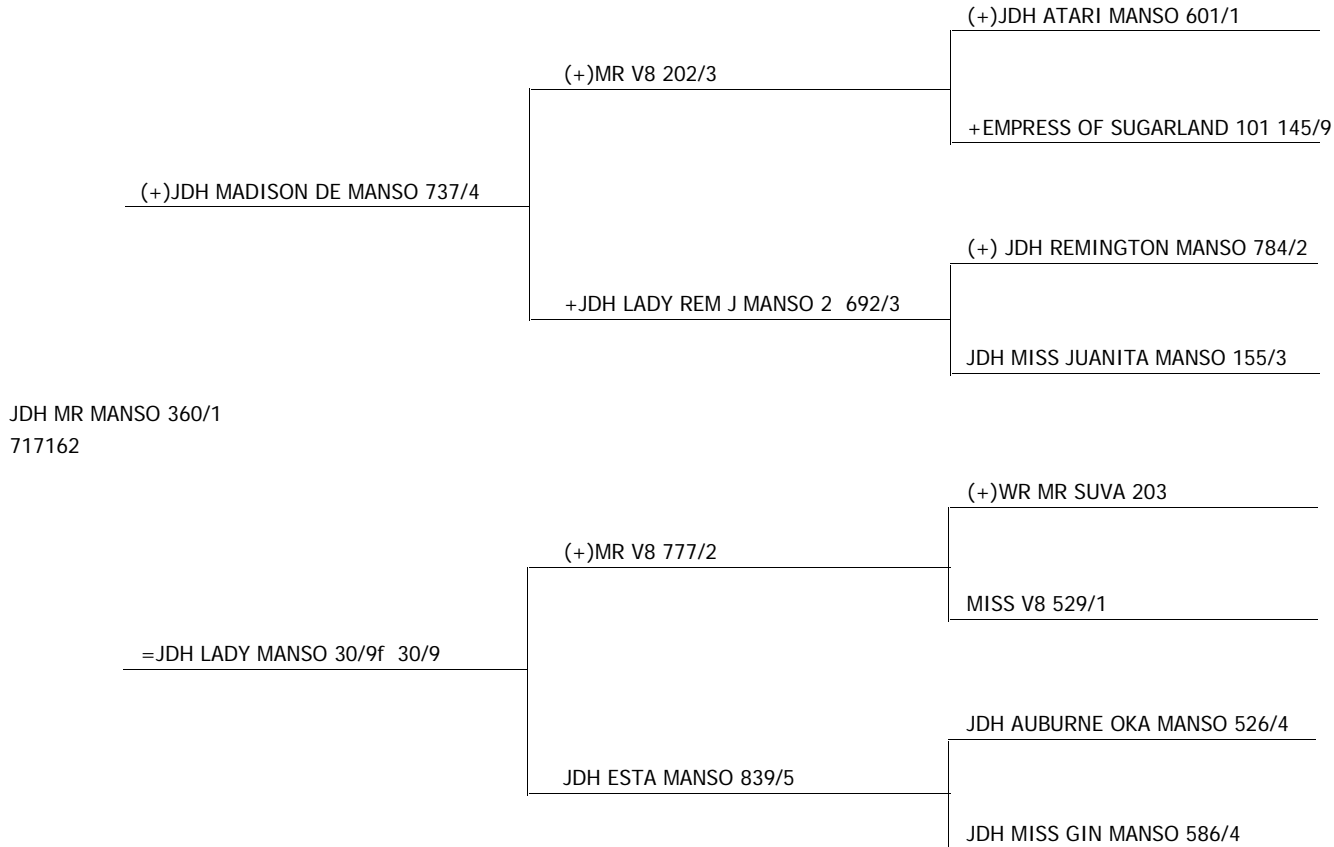 (+)JDH ATARI MANSO 601/1
(+)MR V8 202/3
+EMPRESS OF SUGARLAND 101 145/9
(+)JDH MADISON DE MANSO 737/4
(+) JDH REMINGTON MANSO 784/2
+JDH LADY REM J MANSO 2 692/3
JDH MISS JUANITA MANSO 155/3
JDH MR MANSO 360/1
717162
(+)WR MR SUVA 203
(+)MR V8 777/2
MISS V8 529/1
=JDH LADY MANSO 30/9f 30/9
JDH AUBURNE OKA MANSO 526/4
JDH ESTA MANSO 839/5
JDH MISS GIN MANSO 586/4